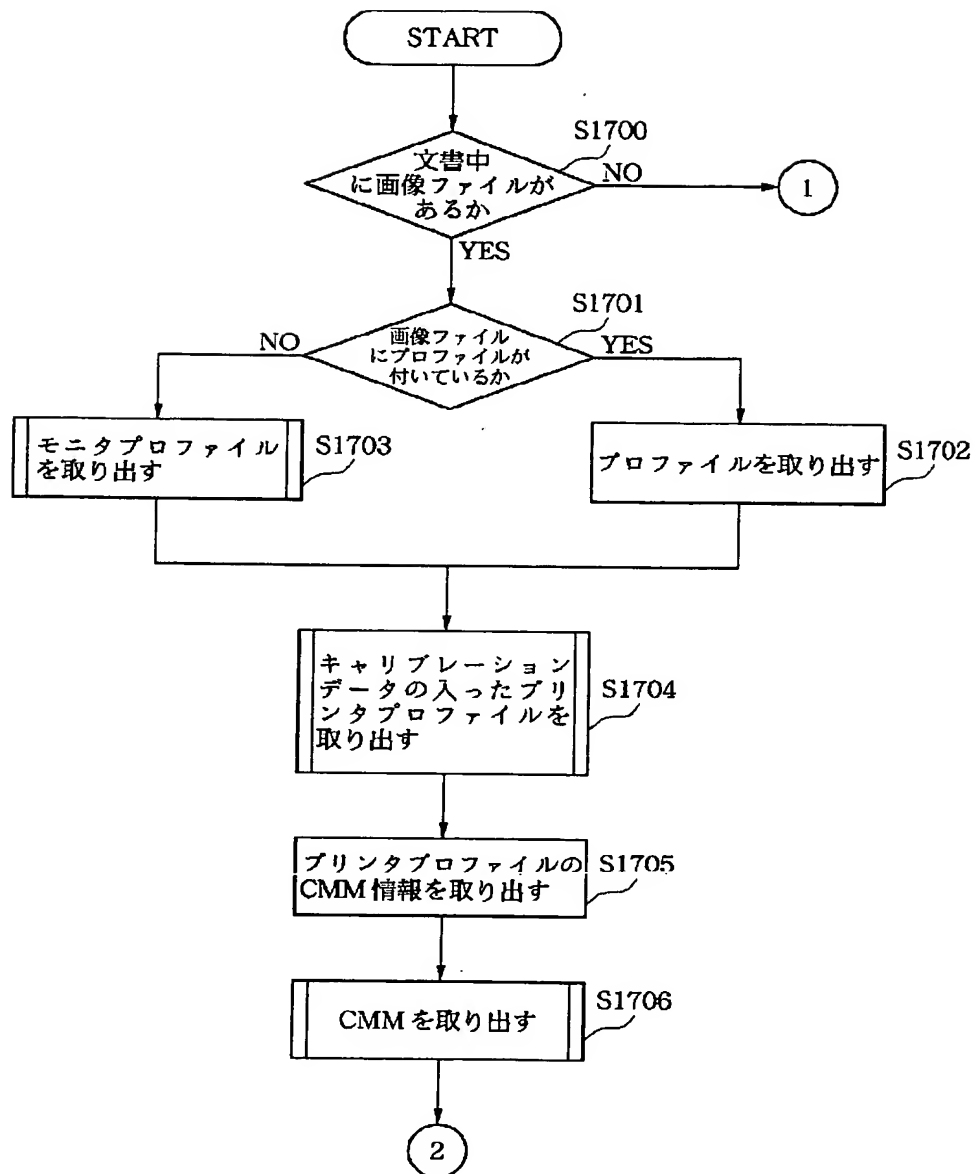 START
S1700
文書中
に画像ファイルが
あるか
NO
1
YES
S1701
画像ファイル
にプロファイルが
付いているか
NO
YES
モニタプロファイル
を取り出す
S1703
プロファイルを取り出す
S1702
キャリブレーション
データの入ったプリ
ンタプロファイルを
取り出す
S1704
プリンタプロファイルの
CMM 情報を取り出す
S1705
CMM を取り出す
S1706
2